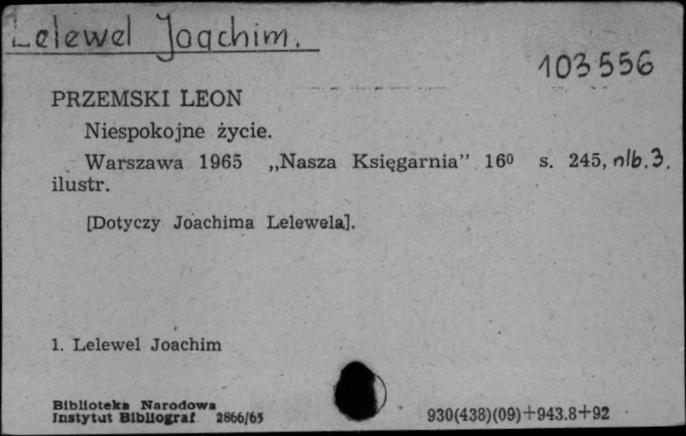 Lelewel Joachim.
103556
PRZEMSKI LEON
Niespokojne życie.
Warszawa 1965 „Nasza Księgarnia” 16⁰ s. 245, nlb. 3.
ilustr.
[Dotyczy Joachima Lelewela].
1. Lelewel Joachim
Biblioteka Narodowa
Instytut Bibliograf. 2866/65
930(438)(09)+943.8+92